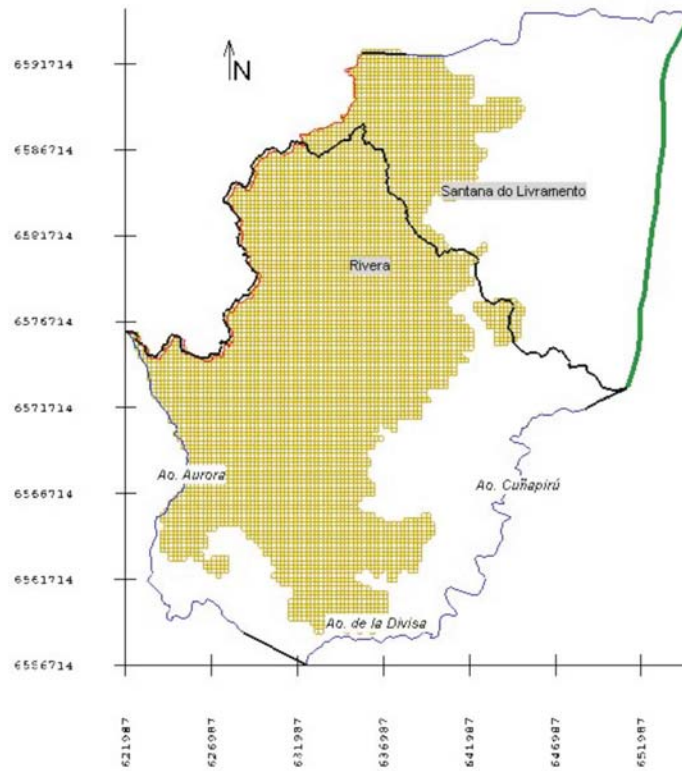 6591714
N
6586714
Santana do Livramento
6581714
Rivera
6576714
6571714
Ao. Aurora
Ao. Cuñapirú
6566714
6561714
Ao. de la Divisa
6556714
621987
626987
631987
636987
641987
646987
651987